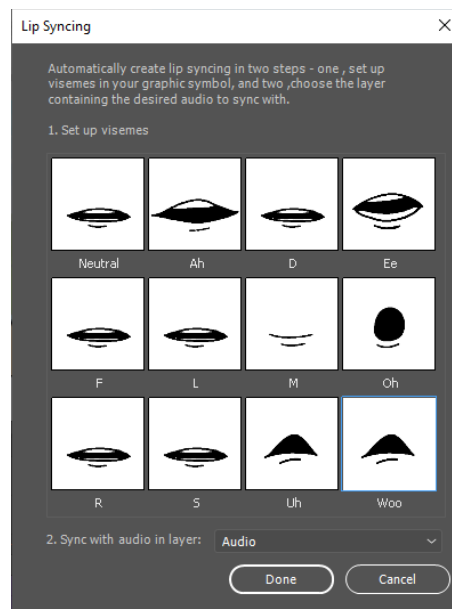 Lip Syncing
Automatically create lip syncing in two steps - one , set up
visemes in your graphic symbol, and two ,choose the layer
containing the desired audio to sync with.
1. Set up visemes
Neutral Ah D Ee
F L M Oh
R S Uh Woo
2. Sync with audio in layer: Audio
Done Cancel